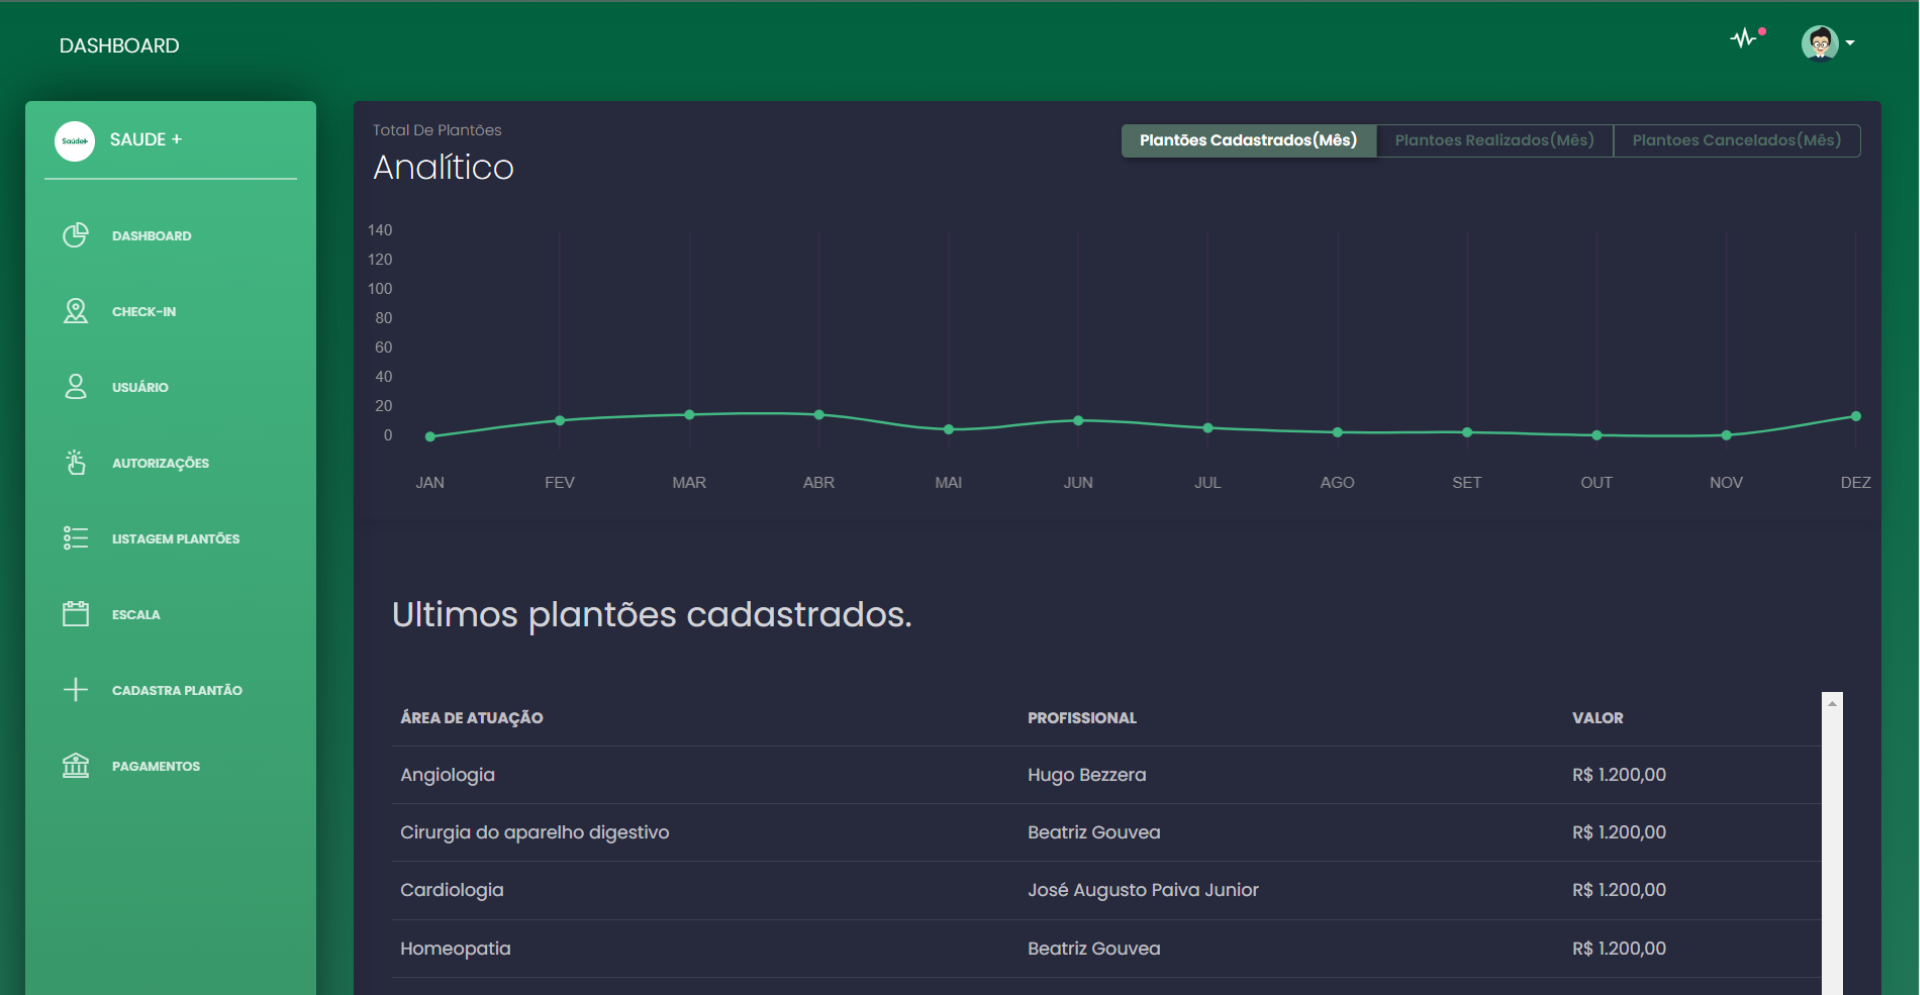 DASHBOARD
Saúde+
SAUDE +
DASHBOARD
CHECK-IN
USUÁRIO
AUTORIZAÇÕES
LISTAGEM PLANTÕES
ESCALA
CADASTRA PLANTÃO
PAGAMENTOS
Total De Plantões
Analítico
Plantões Cadastrados(Mês) Plantoes Realizados(Mês) Plantoes Cancelados(Mês)
140
120
100
80
60
40
20
0
JAN FEV MAR ABR MAI JUN JUL AGO SET OUT NOV DEZ
Ultimos plantões cadastrados.
ÁREA DE ATUAÇÃO PROFISSIONAL VALOR
Angiologia Hugo Bezzera R$ 1.200,00
Cirurgia do aparelho digestivo Beatriz Gouvea R$ 1.200,00
Cardiologia José Augusto Paiva Junior R$ 1.200,00
Homeopatia Beatriz Gouvea R$ 1.200,00